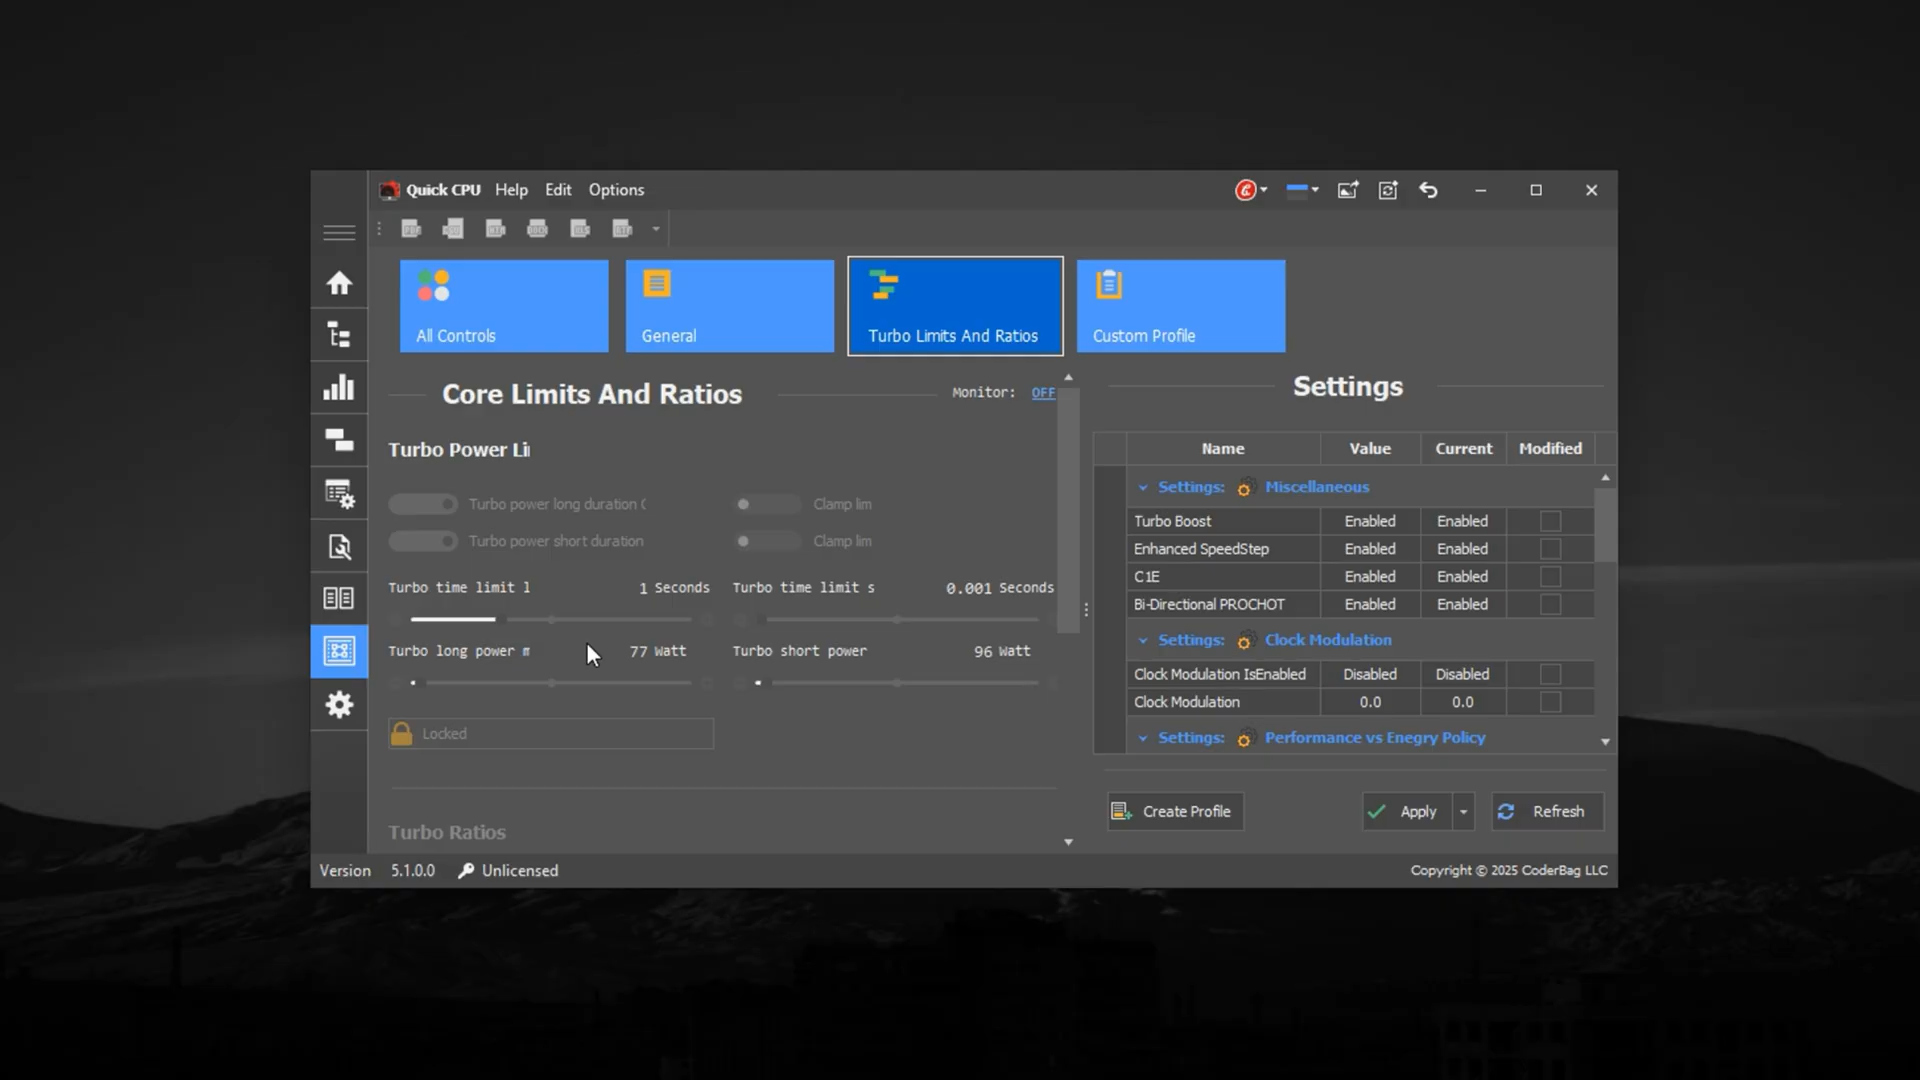 Quick CPU Help Edit Options
All Controls
General
Turbo Limits And Ratios
Custom Profile
Core Limits And Ratios
Monitor: OFF
Turbo Power Li
Turbo power long duration
Clamp lim
Turbo power short duration
Clamp lim
Turbo time limit l 1 Seconds
Turbo time limit s 0.001 Seconds
Turbo long power m 77 Watt
Turbo short power 96 Watt
Locked
Turbo Ratios
Settings
Name Value Current Modified
Settings: Miscellaneous
Turbo Boost Enabled Enabled
Enhanced SpeedStep Enabled Enabled
C1E Enabled Enabled
Bi-Directional PROCHOT Enabled Enabled
Settings: Clock Modulation
Clock Modulation IsEnabled Disabled Disabled
Clock Modulation 0.0 0.0
Settings: Performance vs Enegry Policy
Create Profile
Apply
Refresh
Version 5.1.0.0 Unlicensed
Copyright © 2025 CoderBag LLC